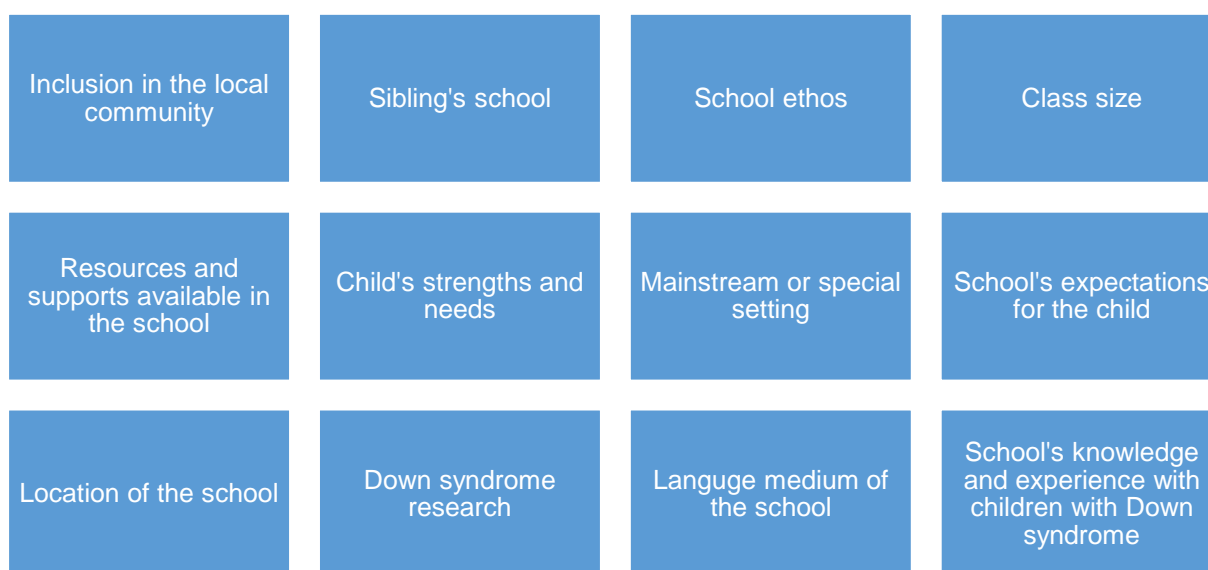 Inclusion in the local
community
Sibling's school
School ethos
Class size
Resources and
supports available in
the school
Child's strengths and
needs
Mainstream or special
setting
School's expectations
for the child
Location of the school
Down syndrome
research
Languge medium of
the school
School's knowledge
and experience with
children with Down
syndrome